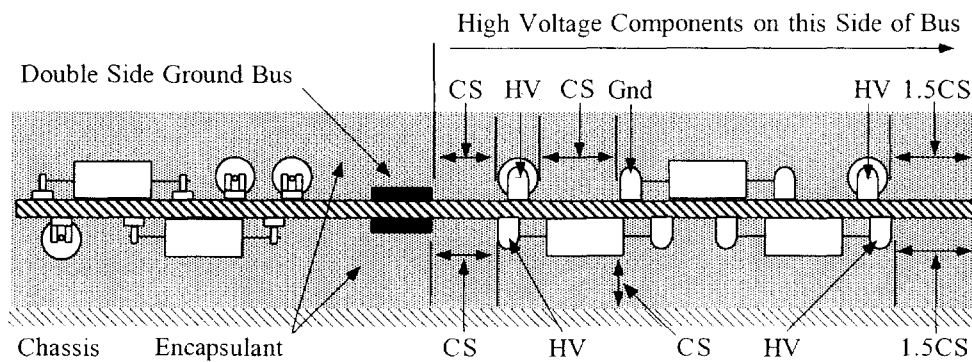 High Voltage Components on this Side of Bus
Double Side Ground Bus
CS HV CS Gnd HV 1.5CS
Chassis Encapsulant CS HV CS HV 1.5CS